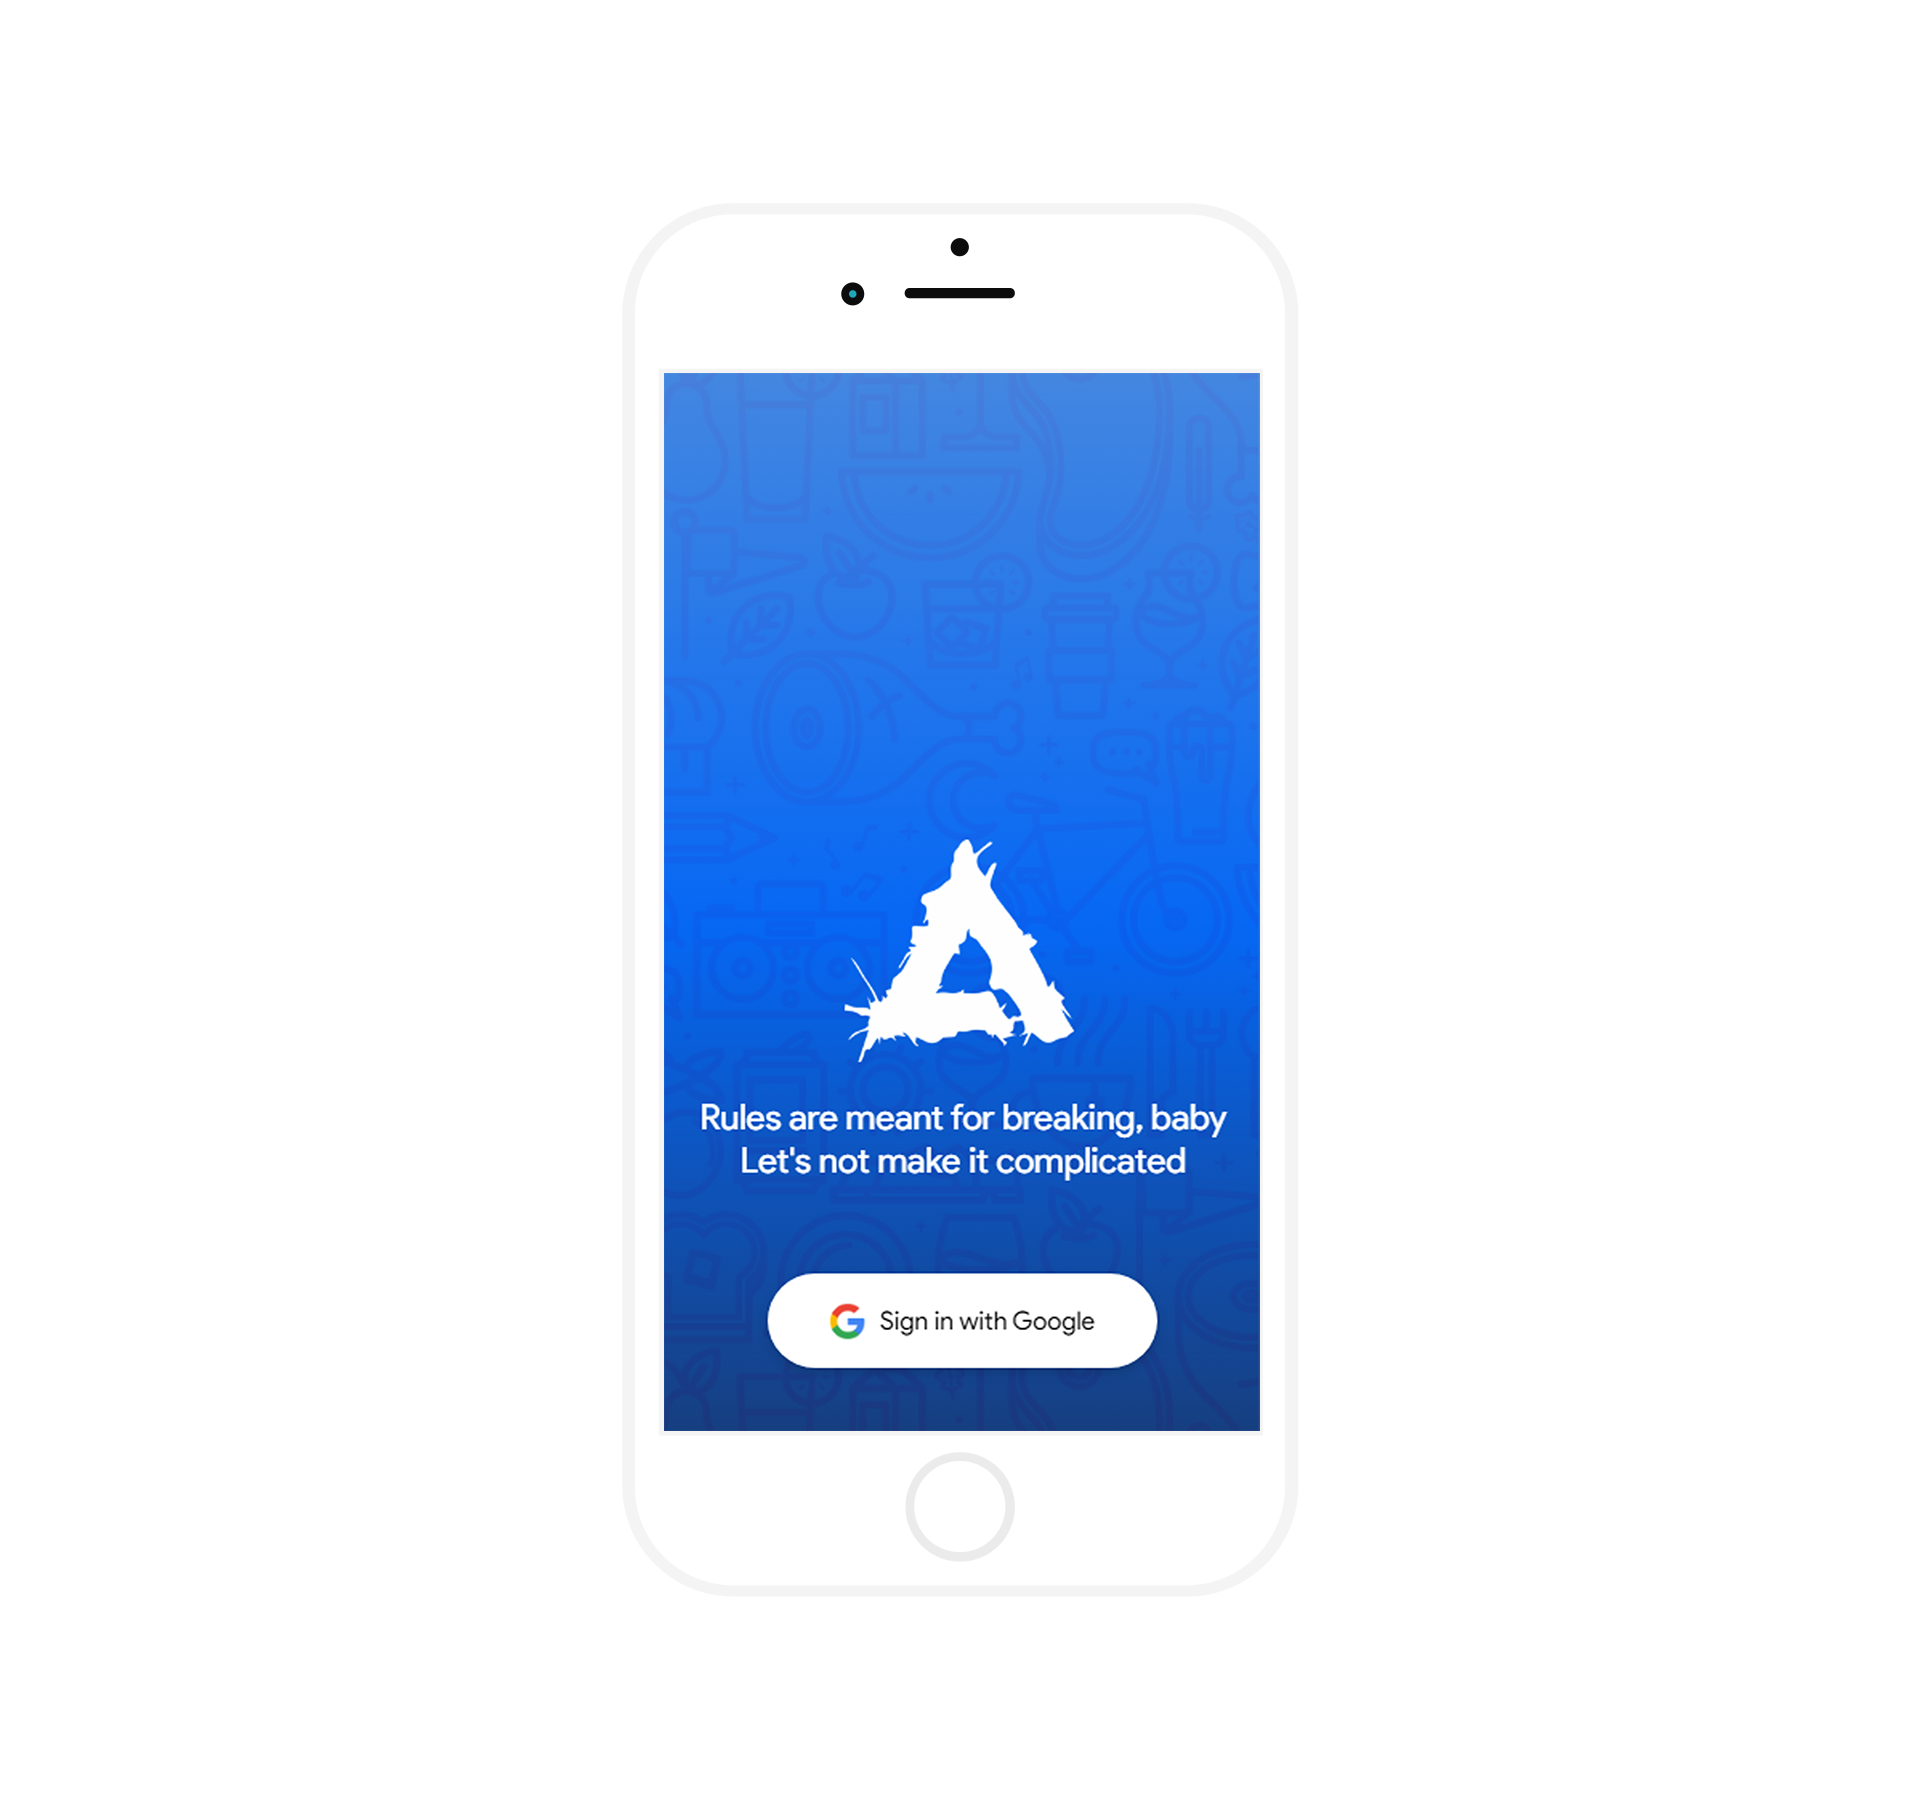 A
Rules are meant for breaking, baby
Let's not make it complicated
G Sign in with Google